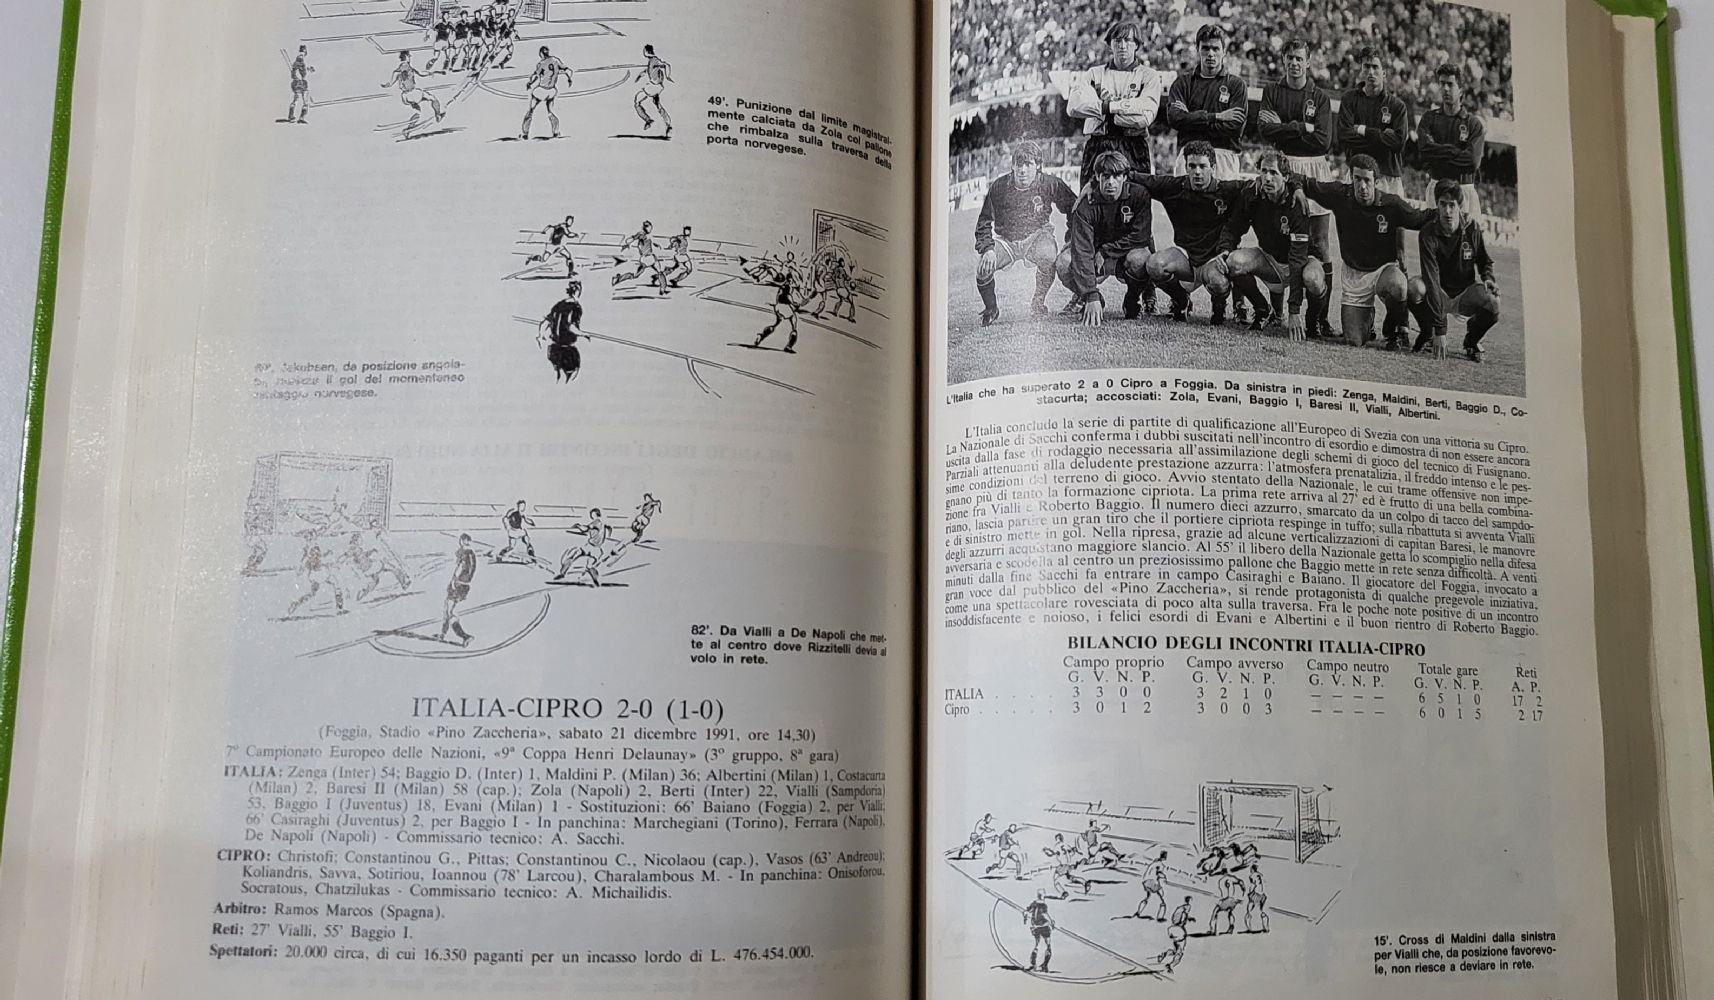 49'. Punizione dal limite magistral-
mente calciata da Zola col pallone
che rimbalza sulla traversa della
porta norvegese.
Jakobsen, da posizione angola-
il gol del momentaneo
norvegese.
82'. Da Vialli a De Napoli che met-
te al centro dove Rizzitelli devia al
volo in rete.
ITALIA-CIPRO 2-0 (1-0)
(Foggia, Stadio «Pino Zaccheria», sabato 21 dicembre 1991, ore 14,30)
7º Campionato Europeo delle Nazioni, «9ª Coppa Henri Delaunay» (3º gruppo, 8ª gara)
ITALIA: Zenga (Inter) 54; Baggio D. (Inter) 1, Maldini P. (Milan) 36; Albertini (Milan) 1, Costacurta
(Milan) 2, Baresi II (Milan) 58 (cap.); Zola (Napoli) 2, Berti (Inter) 22, Vialli (Sampdoria)
53, Baggio I (Juventus) 18, Evani (Milan) 1 - Sostituzioni: 66' Baiano (Foggia) 2, per Vialli;
66' Casiraghi (Juventus) 2, per Baggio I - In panchina: Marchegiani (Torino), Ferrara (Napoli),
De Napoli (Napoli) - Commissario tecnico: A. Sacchi.
CIPRO: Christofi; Constantinou G., Pittas; Constantinou C., Nicolaou (cap.), Vasos (63' Andreou);
Koliandris, Savva, Sotiriou, Ioannou (78' Larcou), Charalambous M. - In panchina: Onisoforou,
Socratous, Chatzilukas - Commissario tecnico: A. Michailidis.
Arbitro: Ramos Marcos (Spagna).
Reti: 27' Vialli, 55' Baggio I.
Spettatori: 20.000 circa, di cui 16.350 paganti per un incasso lordo di L. 476.454.000.
L'Italia che ha superato 2 a 0 Cipro a Foggia. Da sinistra in piedi: Zenga, Maldini, Berti, Baggio D., Co-
stacurta; accosciati: Zola, Evani, Baggio I, Baresi II, Vialli, Albertini.
L'Italia conclude la serie di partite di qualificazione all'Europeo di Svezia con una vittoria su Cipro.
La Nazionale di Sacchi conferma i dubbi suscitati nell'incontro di esordio e dimostra di non essere ancora
uscita dalla fase di rodaggio necessaria all'assimilazione degli schemi di gioco del tecnico di Fusignano.
Parziali attenuanti alla deludente prestazione azzurra: l'atmosfera prenatalizia, il freddo intenso e le pes-
sime condizioni del terreno di gioco. Avvio stentato della Nazionale, le cui trame offensive non impe-
gnano più di tanto la formazione cipriota. La prima rete arriva al 27' ed è frutto di una bella combina-
zione fra Vialli e Roberto Baggio. Il numero dieci azzurro, smarcato da un colpo di tacco del sampdo-
riano, lascia partire un gran tiro che il portiere cipriota respinge in tuffo; sulla ribattuta si avventa Vialli
e di sinistro mette in gol. Nella ripresa, grazie ad alcune verticalizzazioni di capitan Baresi, le manovre
degli azzurri acquistano maggiore slancio. Al 55' il libero della Nazionale getta lo scompiglio nella difesa
avversaria e scodella al centro un preziosissimo pallone che Baggio mette in rete senza difficoltà. A venti
minuti dalla fine Sacchi fa entrare in campo Casiraghi e Baiano. Il giocatore del Foggia, invocato a
gran voce dal pubblico del «Pino Zaccheria», si rende protagonista di qualche pregevole iniziativa,
come una spettacolare rovesciata di poco alta sulla traversa. Fra le poche note positive di un incontro
insoddisfacente e noioso, i felici esordi di Evani e Albertini e il buon rientro di Roberto Baggio.
BILANCIO DEGLI INCONTRI ITALIA-CIPRO
Campo proprio Campo avverso Campo neutro Totale gare Reti
G. V. N. P. G. V. N. P. G. V. N. P. G. V. N. P. A. P.
ITALIA . . . . 3 3 0 0 3 2 1 0 — — — — 6 5 1 0 17 2
Cipro . . . . . 3 0 1 2 3 0 0 3 — — — — 6 0 1 5 2 17
15'. Cross di Maldini dalla sinistra
per Vialli che, da posizione favorevo-
le, non riesce a deviare in rete.